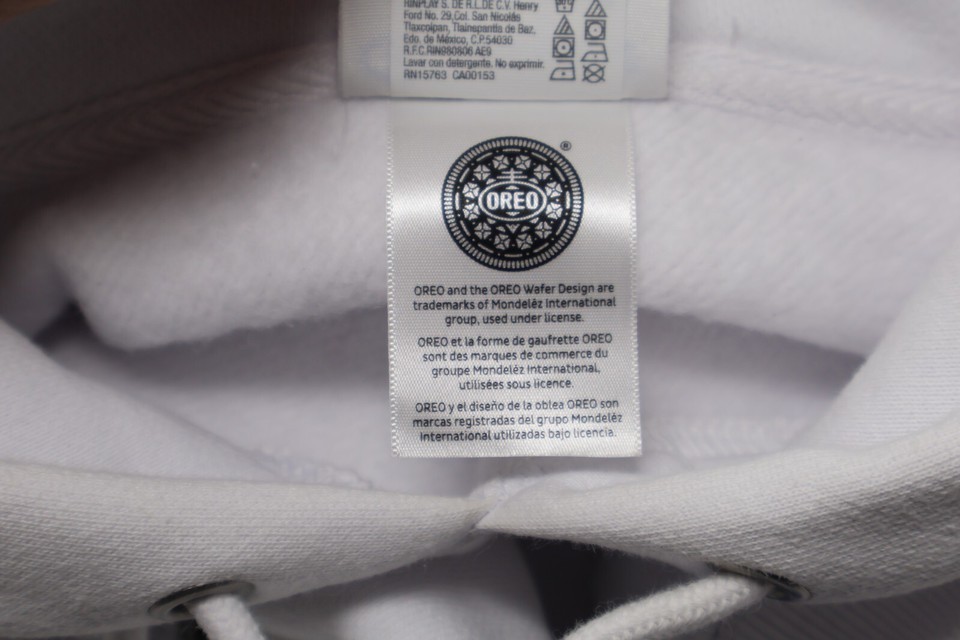 RINPLAY S. DE R.L. DE C.V. Henry
Ford No. 29, Col. San Nicolás
Tlaxcolpan, Tlalnepantla de Baz,
Edo. de México, C.P.54030
R.F.C.RIN980806 AE9
Lavar con detergente. No exprimir.
RN15763 CA00153
®
OREO
OREO and the OREO Wafer Design are
trademarks of Mondelēz International
group, used under license.
OREO et la forme de gaufrette OREO
sont des marques de commerce du
groupe Mondelēz International,
utilisées sous licence.
OREO y el diseño de la oblea OREO son
marcas registradas del grupo Mondelēz
International utilizadas bajo licencia.